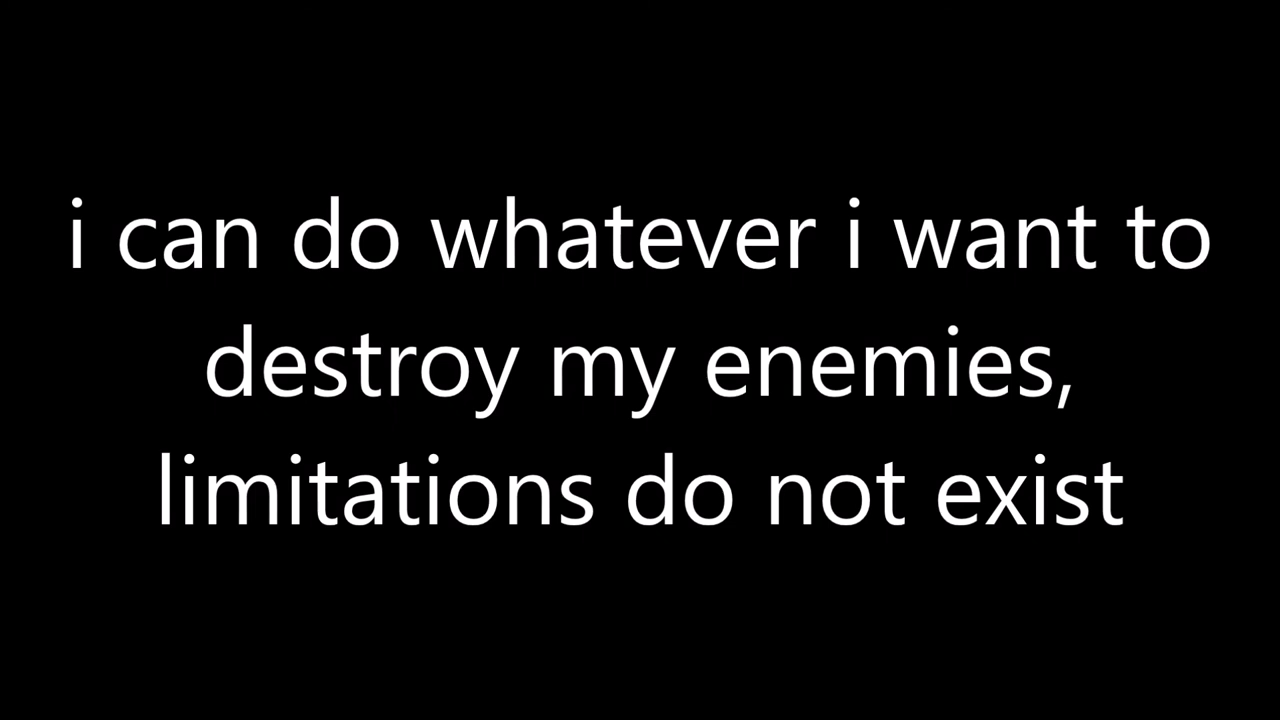 i can do whatever i want to
destroy my enemies,
limitations do not exist